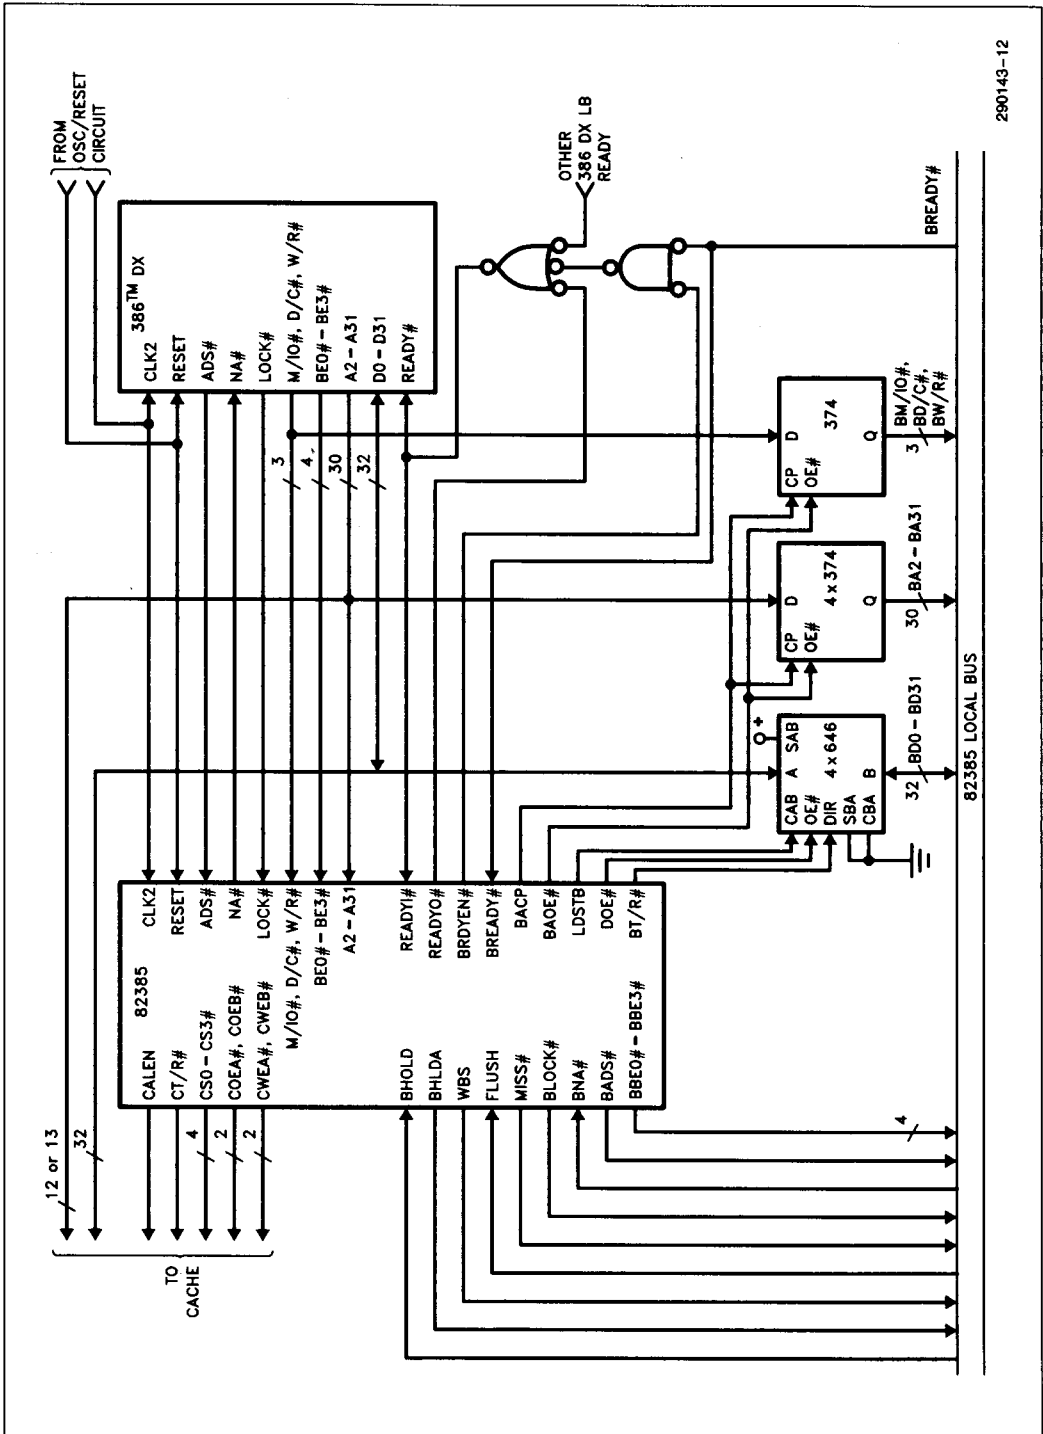 290143-12
FROM
OSC/RESET
CIRCUIT
386™ DX
CLK2
RESET
ADS#
NA#
LOCK#
M/IO#, D/C#, W/R#
BE0#-BE3#
A2-A31
D0-D31
READY#
3
4
30
32
OTHER
386 DX LB
READY
BREADY#
D
374
CP
OE#
Q
3
BM/IO#,
BD/C#,
BW/R#
D
4x374
CP
OE#
Q
30
BA2-BA31
+
SAB
A
4x646
CAB
OE#
DIR
SBA
CBA
B
32
BD0-BD31
82385 LOCAL BUS
82385
CLK2
RESET
ADS#
NA#
LOCK#
M/IO#, D/C#, W/R#
BE0#-BE3#
A2-A31
READYI#
READYO#
BRDYEN#
BREADY#
BACP
BAOE#
LDSTB
DOE#
BT/R#
CALEN
CT/R#
CS0-CS3#
COEA#, COEB#
CWEA#, CWEB#
BHOLD
BHLDA
WBS
FLUSH
MISS#
BLOCK#
BNA#
BADS#
BBE0#-BBE3#
12 or 13
32
4
2
2
4
TO
CACHE